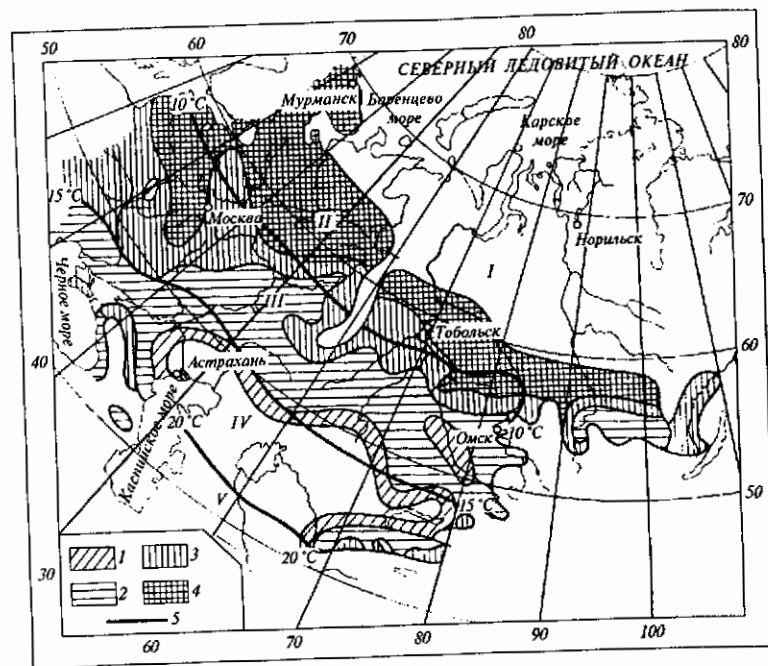 50
60
70
80
80
СЕВЕРНЫЙ ЛЕДОВИТЫЙ ОКЕАН
10°C
Мурманск
Баренцево
море
Карское
море
15°C
Москва
II
70
Норильск
I
Черное море
III
Тобольск
60
40
Астрахань
Каспийское море
20°C
IV
Омск
10°C
V
15°C
50
20°C
1
3
2
4
5
30
60
70
80
90
100